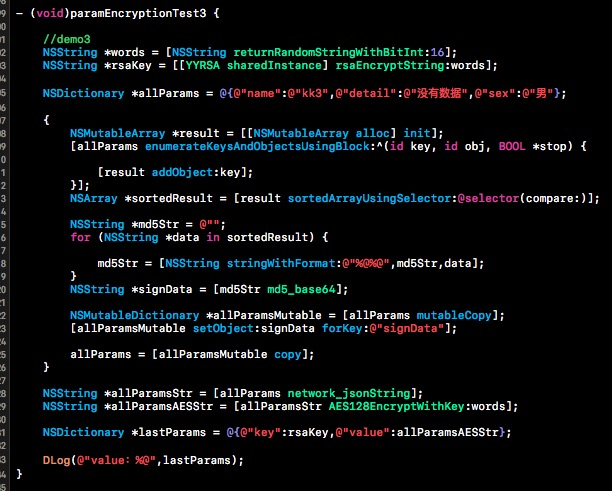 - (void)paramEncryptionTest3 {
//demo3
NSString *words = [NSString returnRandomStringWithBitInt:16];
NSString *rsaKey = [[YYRSA sharedInstance] rsaEncryptString:words];
NSDictionary *allParams = @{@"name":@"kk3",@"detail":@"没有数据",@"sex":@"男"};
{
NSMutableArray *result = [[NSMutableArray alloc] init];
[allParams enumerateKeysAndObjectsUsingBlock:^(id key, id obj, BOOL *stop) {
[result addObject:key];
}];
NSArray *sortedResult = [result sortedArrayUsingSelector:@selector(compare:)];
NSString *md5Str = @"";
for (NSString *data in sortedResult) {
md5Str = [NSString stringWithFormat:@"%@%@",md5Str,data];
}
NSString *signData = [md5Str md5_base64];
NSMutableDictionary *allParamsMutable = [allParams mutableCopy];
[allParamsMutable setObject:signData forKey:@"signData"];
allParams = [allParamsMutable copy];
}
NSString *allParamsStr = [allParams network_jsonString];
NSString *allParamsAESStr = [allParamsStr AES128EncryptWithKey:words];
NSDictionary *lastParams = @{@"key":rsaKey,@"value":allParamsAESStr};
DLog(@"value: %@",lastParams);
}